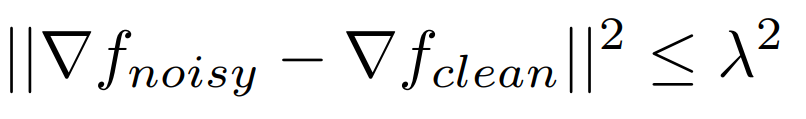 ||∇f_{noisy} − ∇f_{clean}||² ≤ λ²